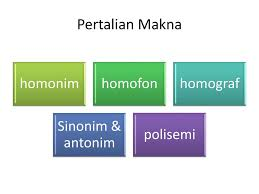 Pertalian Makna
homonim
homofon
homograf
Sinonim &
antonim
polisemi